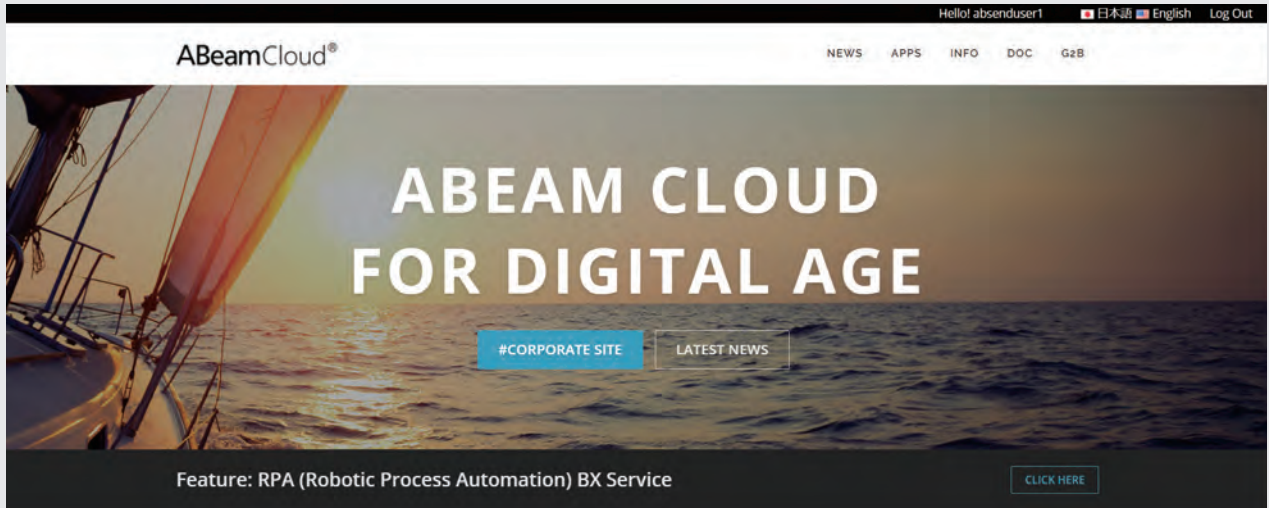 Hello! absenduser1 日本語 English Log Out
ABeamCloud®
NEWS APPS INFO DOC G2B
ABEAM CLOUD
FOR DIGITAL AGE
#CORPORATE SITE LATEST NEWS
Feature: RPA (Robotic Process Automation) BX Service
CLICK HERE